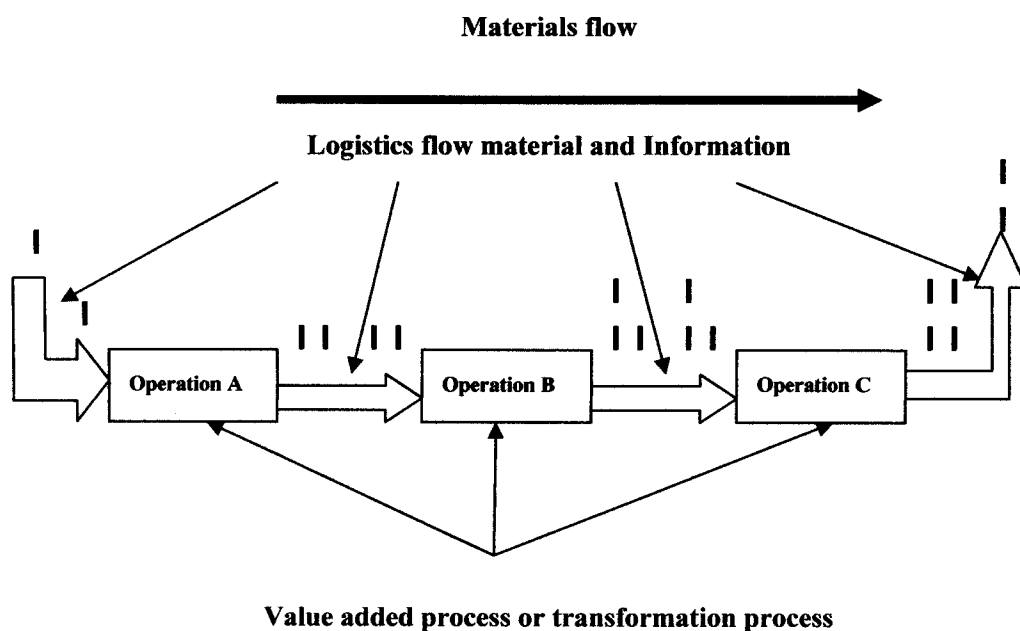 Materials flow
Logistics flow material and Information
Operation A
Operation B
Operation C
Value added process or transformation process